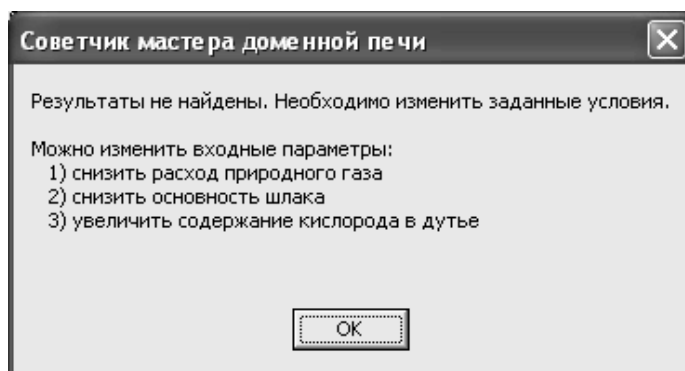 Советчик мастера доменной печи
Результаты не найдены. Необходимо изменить заданные условия.
Можно изменить входные параметры:
1) снизить расход природного газа
2) снизить основность шлака
3) увеличить содержание кислорода в дутье
ОК